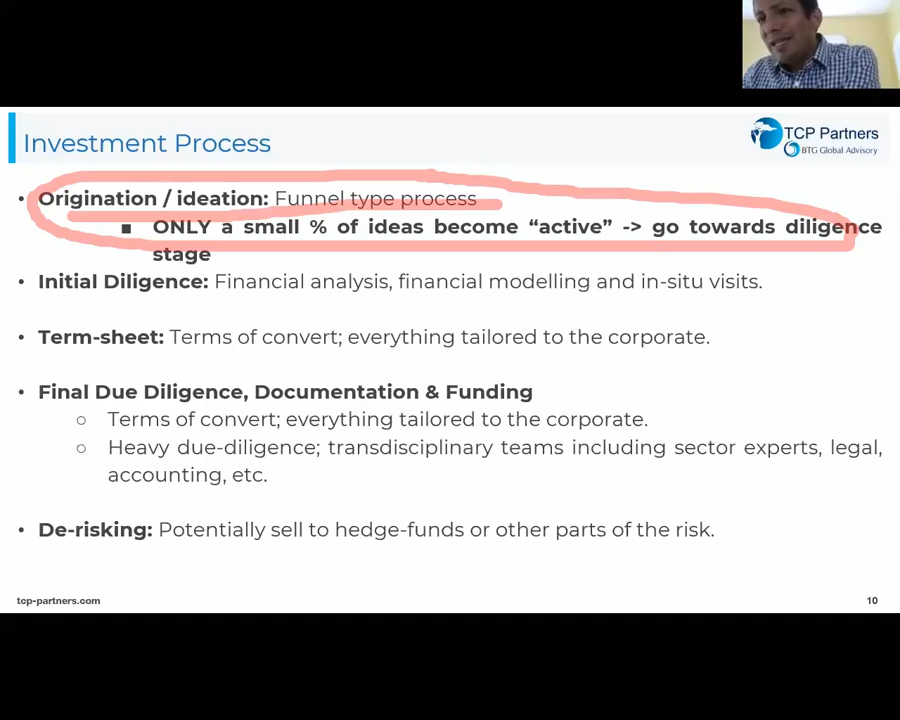 Investment Process
TCP Partners
BTG Global Advisory
• Origination / ideation: Funnel type process
▪ ONLY a small % of ideas become “active” -> go towards diligence
stage
• Initial Diligence: Financial analysis, financial modelling and in-situ visits.
• Term-sheet: Terms of convert; everything tailored to the corporate.
• Final Due Diligence, Documentation & Funding
○ Terms of convert; everything tailored to the corporate.
○ Heavy due-diligence; transdisciplinary teams including sector experts, legal,
accounting, etc.
• De-risking: Potentially sell to hedge-funds or other parts of the risk.
tcp-partners.com
10